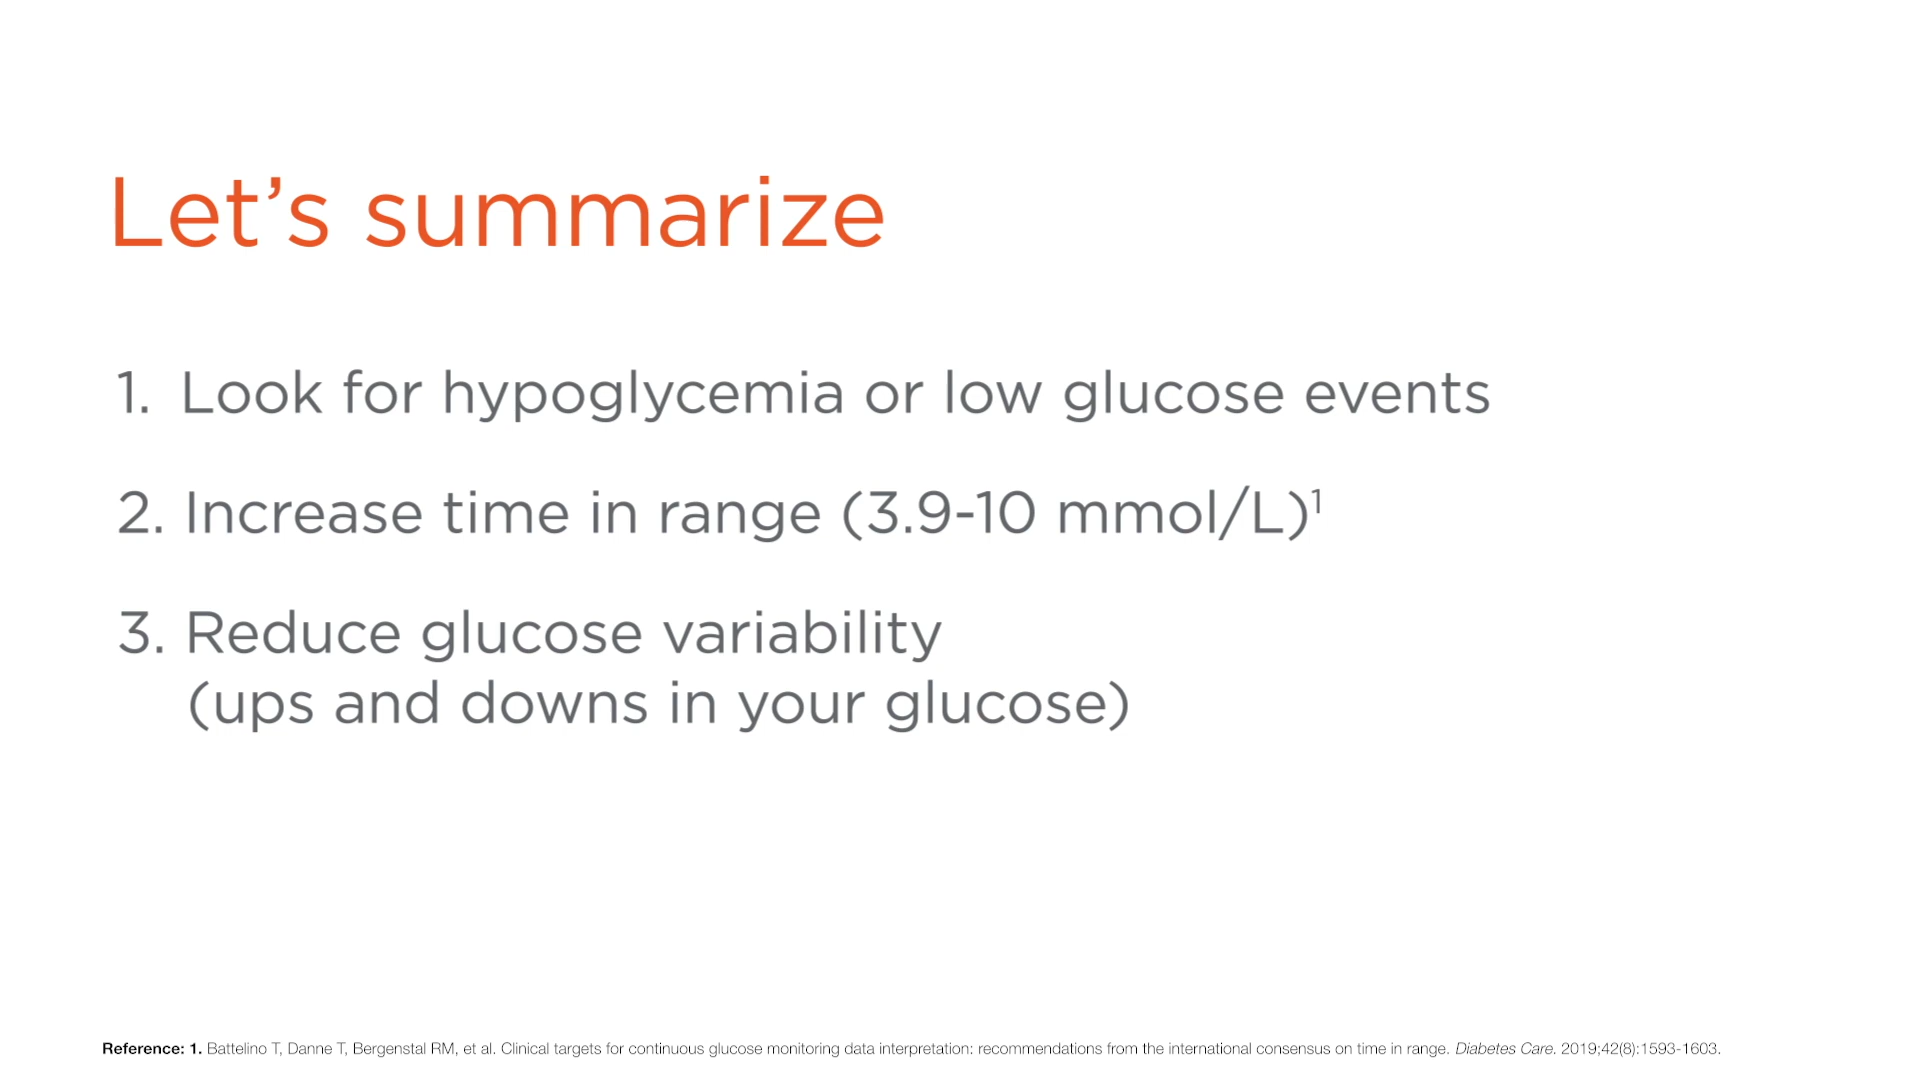 Let’s summarize
1. Look for hypoglycemia or low glucose events
2. Increase time in range (3.9-10 mmol/L)¹
3. Reduce glucose variability
(ups and downs in your glucose)
Reference: 1. Battelino T, Danne T, Bergenstal RM, et al. Clinical targets for continuous glucose monitoring data interpretation: recommendations from the international consensus on time in range. Diabetes Care. 2019;42(8):1593-1603.